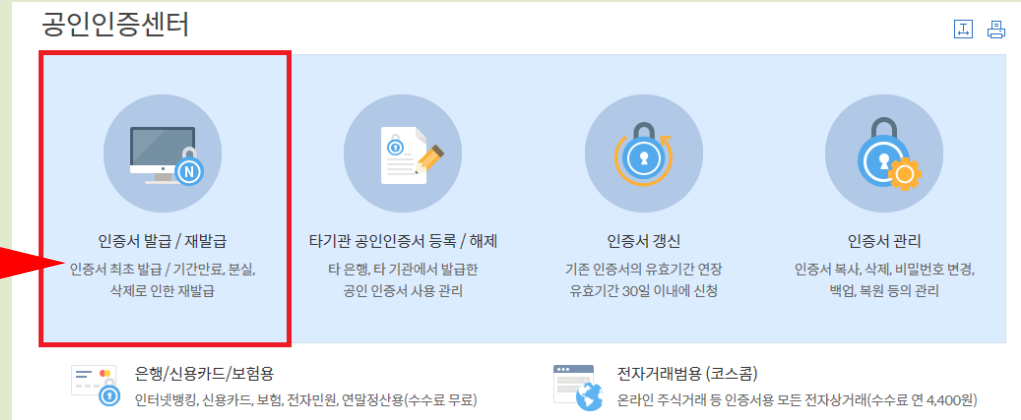 공인인증센터
인증서 발급 / 재발급
인증서 최초 발급 / 기간만료, 분실,
삭제로 인한 재발급
타기관 공인인증서 등록 / 해제
타 은행, 타 기관에서 발급한
공인 인증서 사용 관리
인증서 갱신
기존 인증서의 유효기간 연장
유효기간 30일 이내에 신청
인증서 관리
인증서 복사, 삭제, 비밀번호 변경,
백업, 복원 등의 관리
은행/신용카드/보험용
인터넷뱅킹, 신용카드, 보험, 전자민원, 연말정산용(수수료 무료)
전자거래범용 (코스콤)
온라인 주식거래 등 인증서용 모든 전자상거래(수수료 연 4,400원)